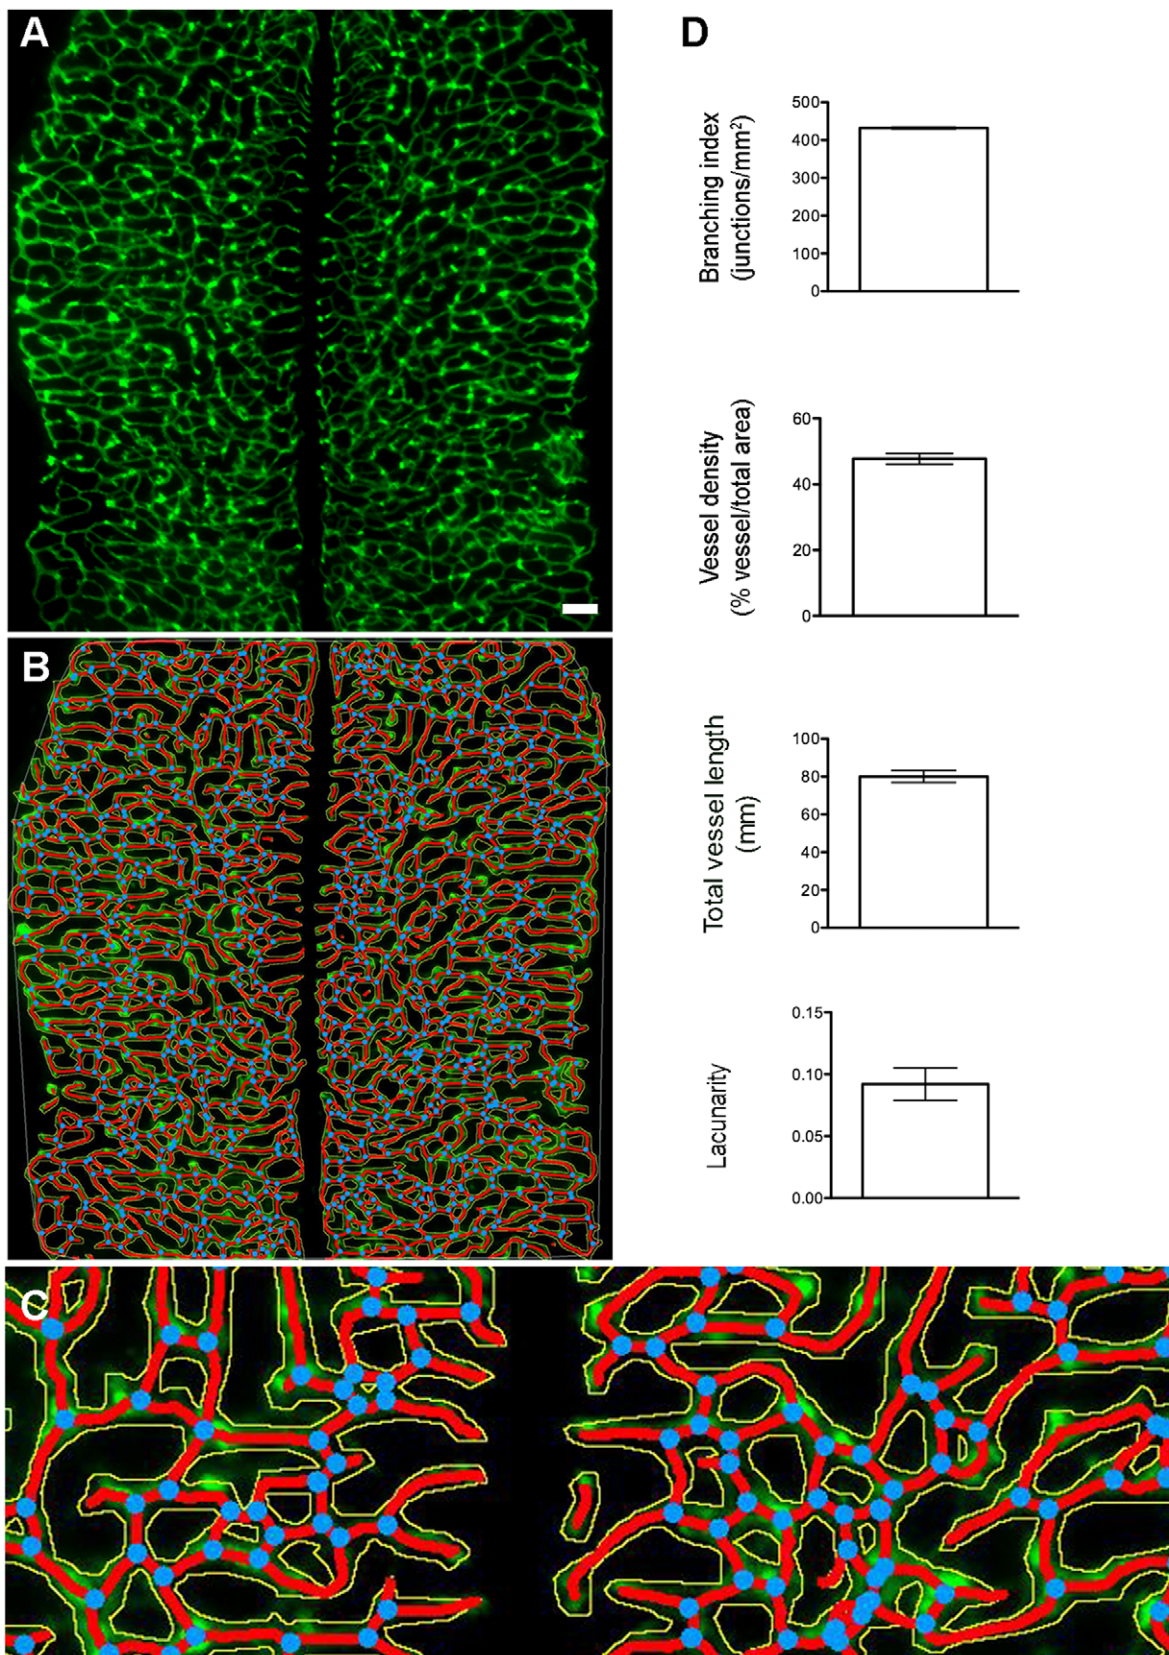 A
D
Branching index
(junctions/mm²)
500
400
300
200
100
0
Vessel density
(% vessel/total area)
60
40
20
0
B
Total vessel length
(mm)
100
80
60
40
20
0
Lacunarity
0.15
0.10
0.05
0.00
C